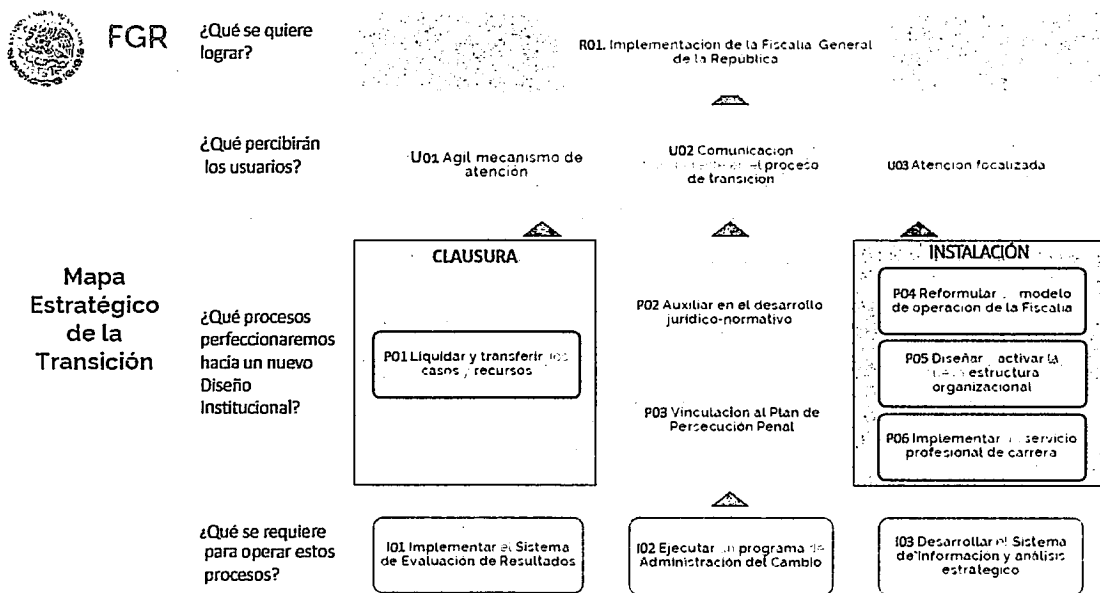 FGR
¿Qué se quiere
lograr?
R01. Implementacion de la Fiscalia General
de la Republica
¿Qué percibirán
los usuarios?
U01 Agil mecanismo de
atención
U02 Comunicacion
el proceso
de transicion
U03 Atencion focalizada
Mapa
Estratégico
de la
Transición
¿Qué procesos
perfeccionaremos
hacia un nuevo
Diseño
Institucional?
CLAUSURA
P01 Liquidar y transferir los
casos y recursos
P02 Auxiliar en el desarrollo
jurídico-normativo
P03 Vinculacion al Plan de
Persecución Penal
INSTALACIÓN
P04 Reformular modelo
de operación de la Fiscalia
P05 Diseñar activar la
estructura
organizacional
P06 Implementar servicio
profesional de carrera
¿Qué se requiere
para operar estos
procesos?
I01 Implementar el Sistema
de Evaluación de Resultados
I02 Ejecutar un programa de
Administración del Cambio
I03 Desarrollar el Sistema
de Información y análisis
estrategico